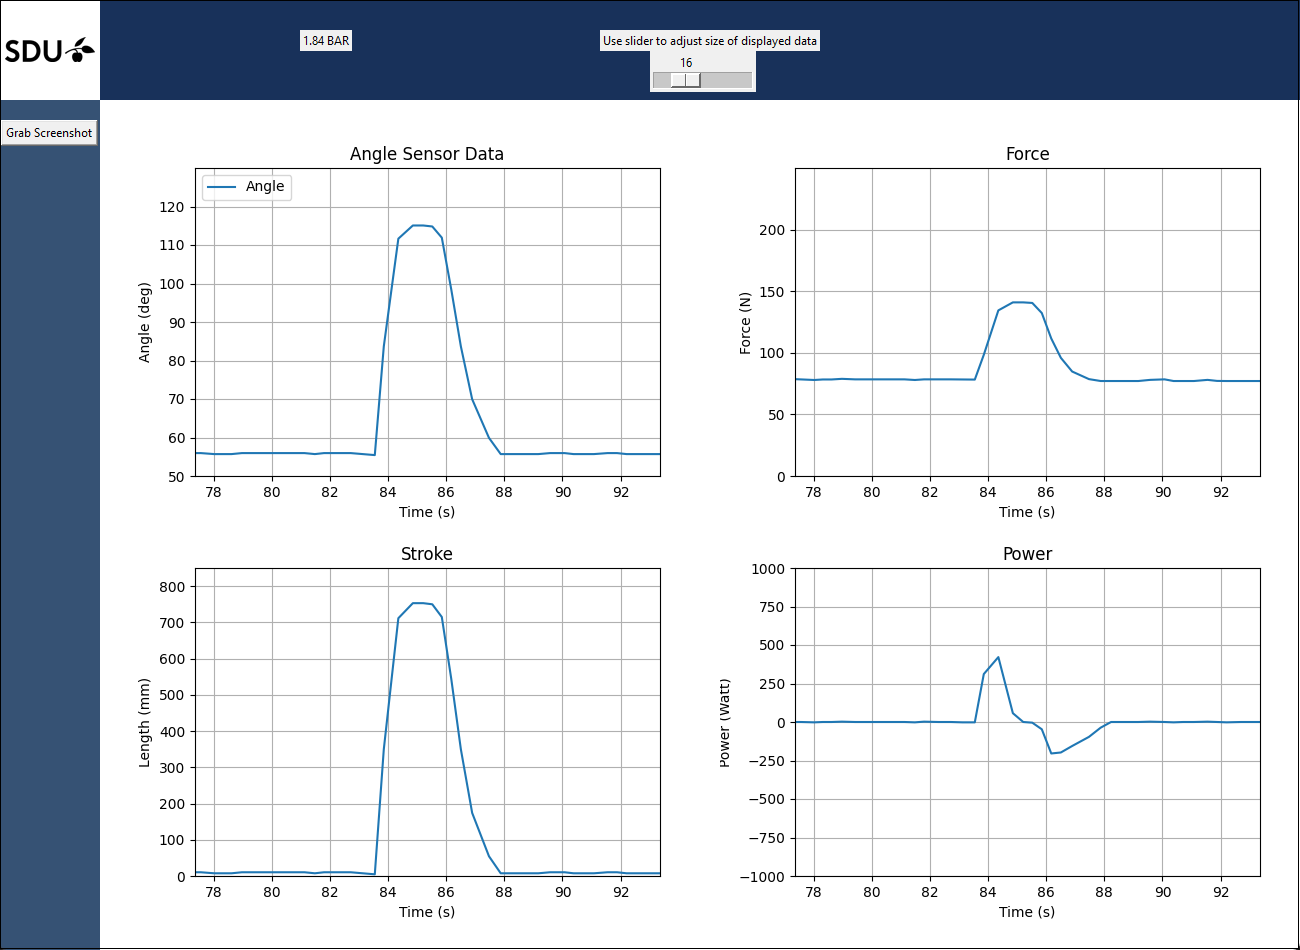 SDU
1.84 BAR
Use slider to adjust size of displayed data
16
Grab Screenshot
Angle Sensor Data
Angle
Angle (deg)
120
110
100
90
80
70
60
50
78 80 82 84 86 88 90 92
Time (s)
Force
Force (N)
200
150
100
50
0
78 80 82 84 86 88 90 92
Time (s)
Stroke
Length (mm)
800
700
600
500
400
300
200
100
0
78 80 82 84 86 88 90 92
Time (s)
Power
Power (Watt)
1000
750
500
250
0
−250
−500
−750
−1000
78 80 82 84 86 88 90 92
Time (s)